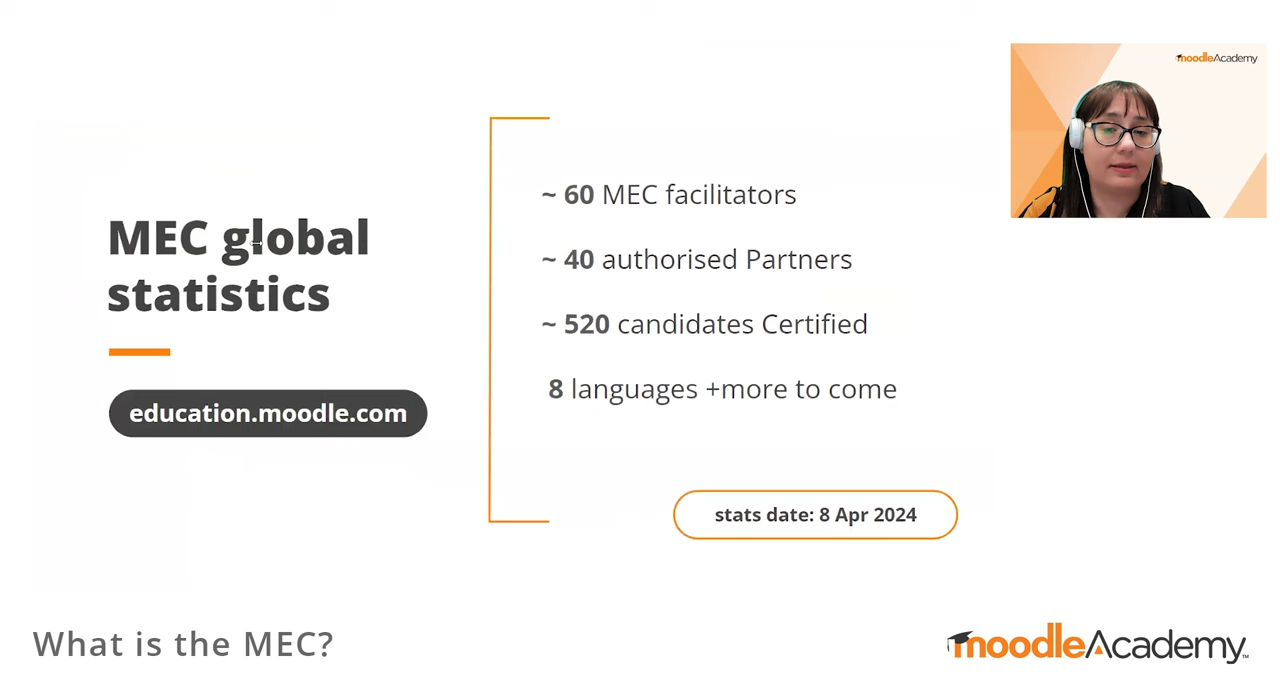 moodleAcademy
MEC global
statistics
education.moodle.com
~ 60 MEC facilitators
~ 40 authorised Partners
~ 520 candidates Certified
8 languages +more to come
stats date: 8 Apr 2024
What is the MEC?
moodleAcademy™